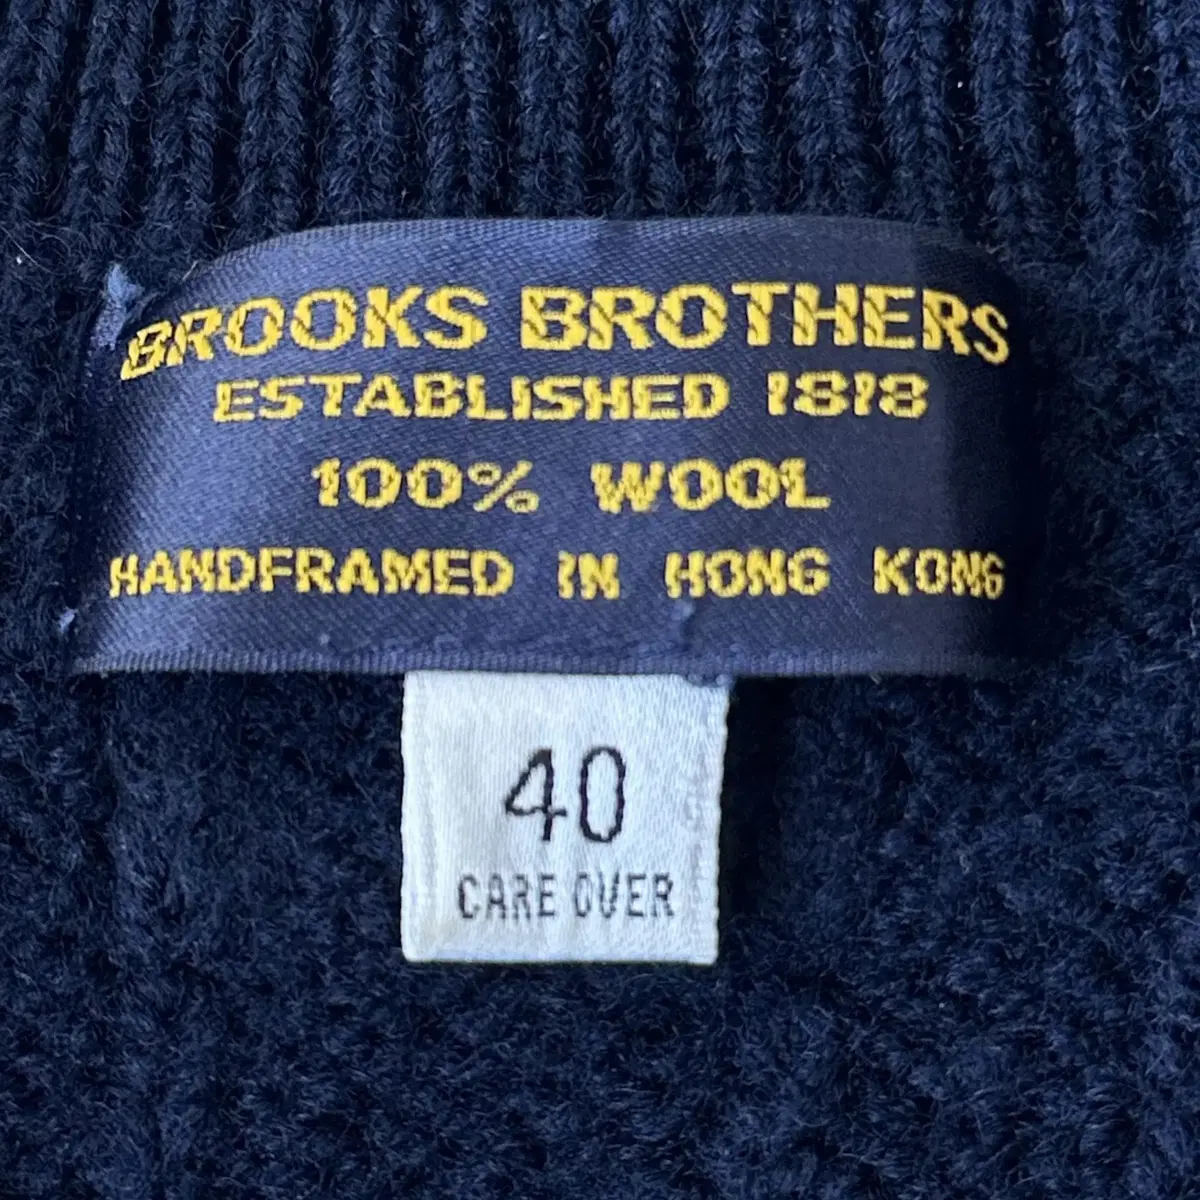 BROOKS BROTHERS
ESTABLISHED 1818
100% WOOL
HANDFRAMED IN HONG KONG
40
CARE OVER